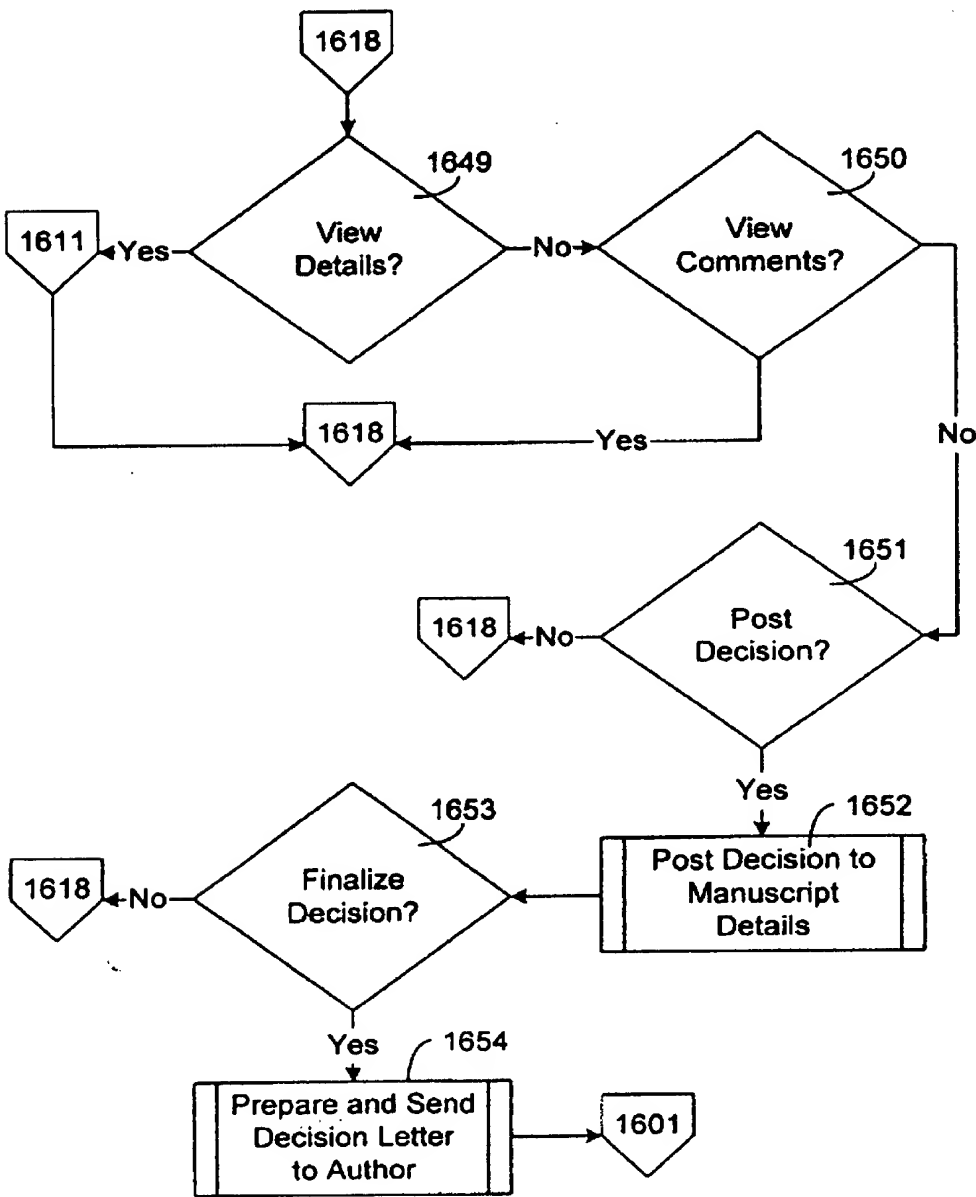 1618
1649
View
Details?
1650
View
Comments?
1611
Yes
No
1618
Yes
No
1651
Post
Decision?
1618
No
Yes
1652
Post Decision to
Manuscript
Details
1653
Finalize
Decision?
1618
No
Yes
1654
Prepare and Send
Decision Letter
to Author
1601